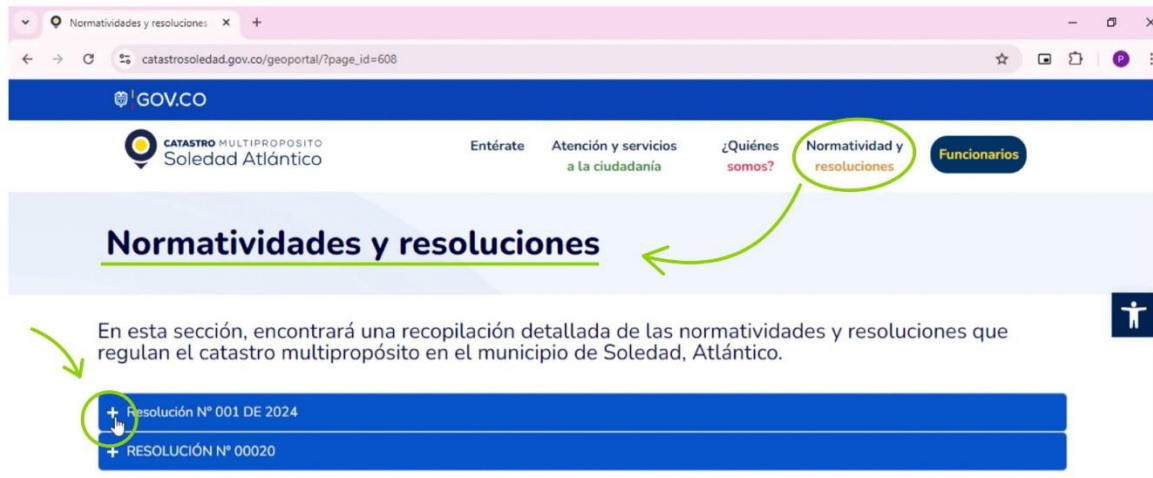 Normatividades y resoluciones
catastrosoledad.gov.co/geoportal/?page_id=608
P
GOV.CO
CATASTRO MULTIPROPOSITO
Soledad Atlántico
Entérate
Atención y servicios
a la ciudadanía
¿Quiénes
somos?
Normatividad y
resoluciones
Funcionarios
Normatividades y resoluciones
En esta sección, encontrará una recopilación detallada de las normatividades y resoluciones que
regulan el catastro multipropósito en el municipio de Soledad, Atlántico.
+ Resolución Nº 001 DE 2024
+ RESOLUCIÓN Nº 00020